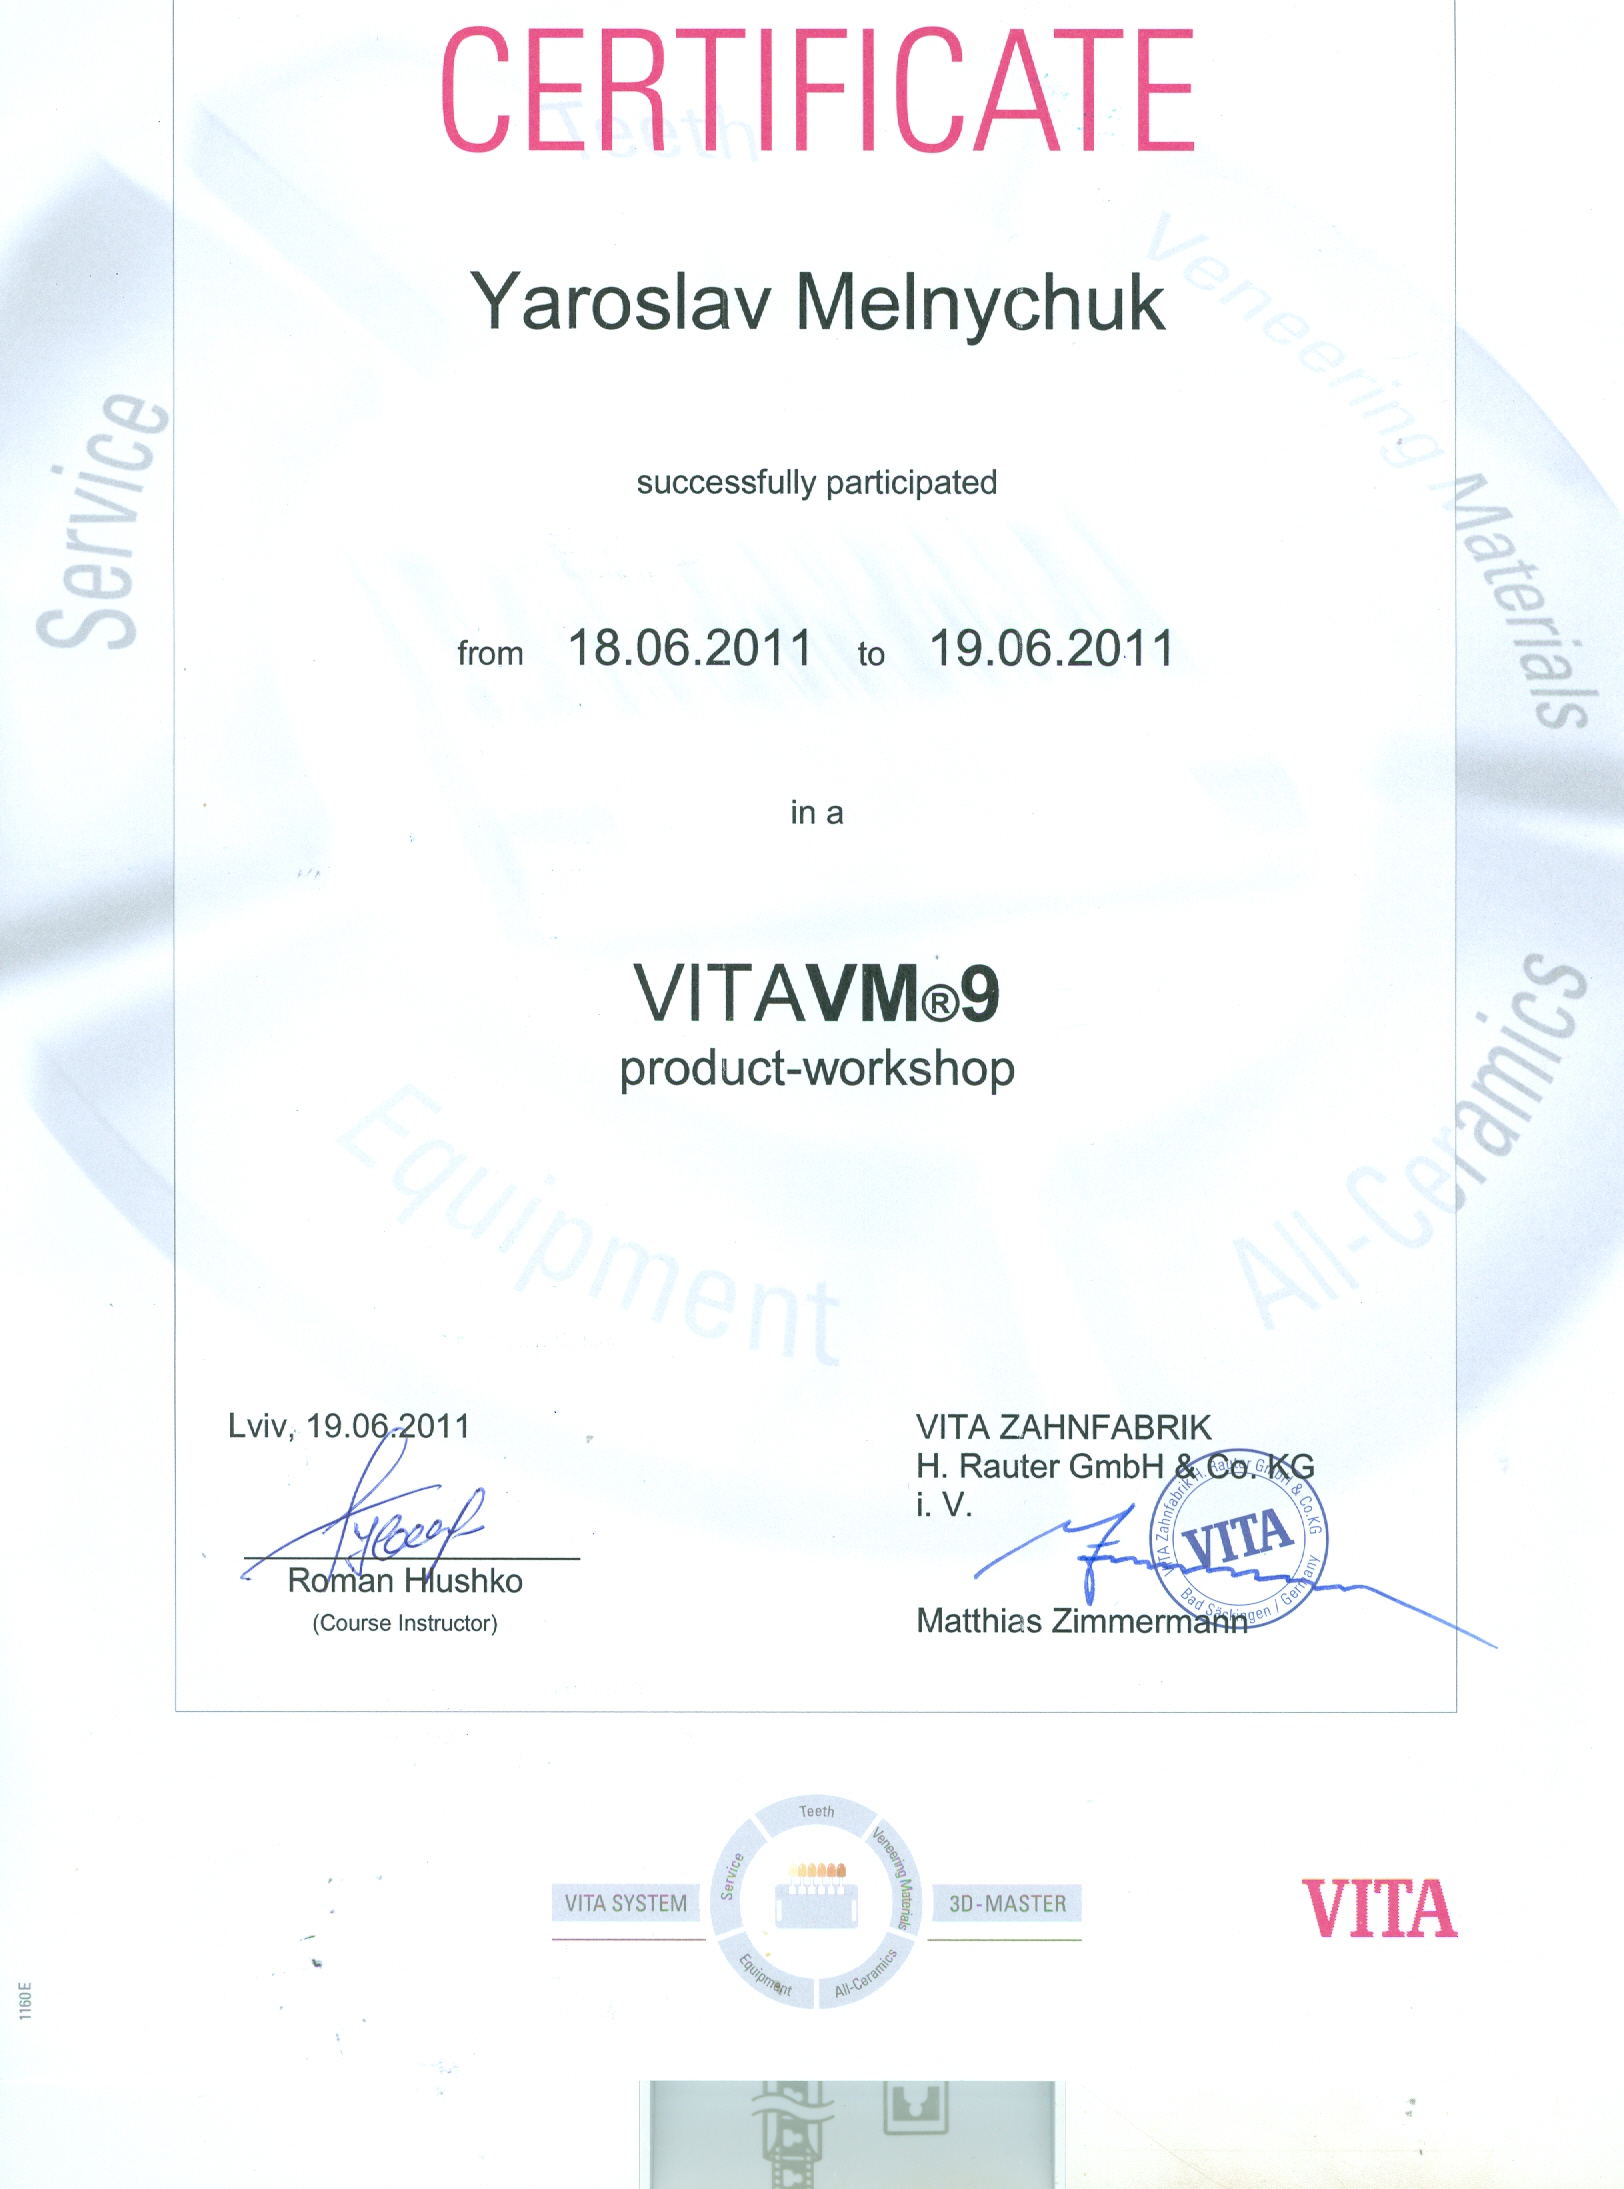 CERTIFICATE
Teeth
Yaroslav Melnychuk
Veneering Materials
Service
successfully participated
from 18.06.2011 to 19.06.2011
in a
VITAVM®9
product-workshop
Equipment
All-Ceramics
Lviv, 19.06.2011
Roman Hlushko
(Course Instructor)
VITA ZAHNFABRIK
H. Rauter GmbH & Co. KG
i. V.
VITA Zahnfabrik H. Rauter GmbH & Co.KG
VITA
Bad Säckingen / Germany
Matthias Zimmermann
Teeth
Service
Veneering Materials
VITA SYSTEM
3D-MASTER
Equipment
All-Ceramics
VITA
1160E